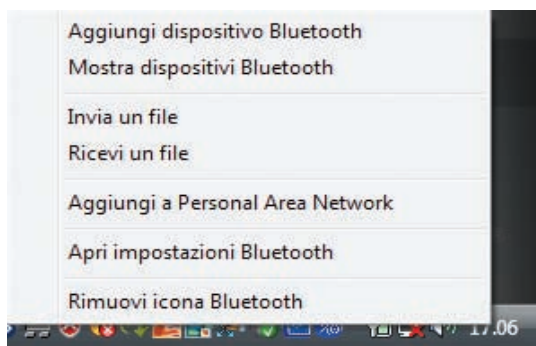 Aggiungi dispositivo Bluetooth
Mostra dispositivi Bluetooth
Invia un file
Ricevi un file
Aggiungi a Personal Area Network
Apri impostazioni Bluetooth
Rimuovi icona Bluetooth
17.06